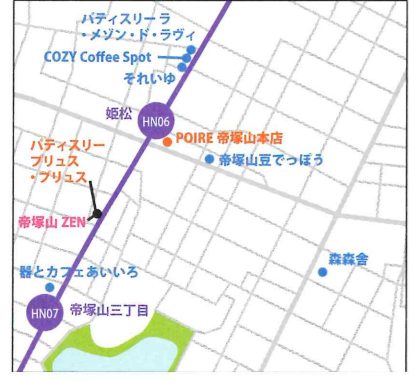 パティスリー ラ
・メゾン・ド・ラヴィ
COZY Coffee Spot
それいゆ
姫松
HN06
POIRE 帝塚山本店
帝塚山豆でっぽう
パティスリー
プリュス
・プリュス
帝塚山 ZEN
森森舎
器とカフェあいいろ
HN07
帝塚山三丁目